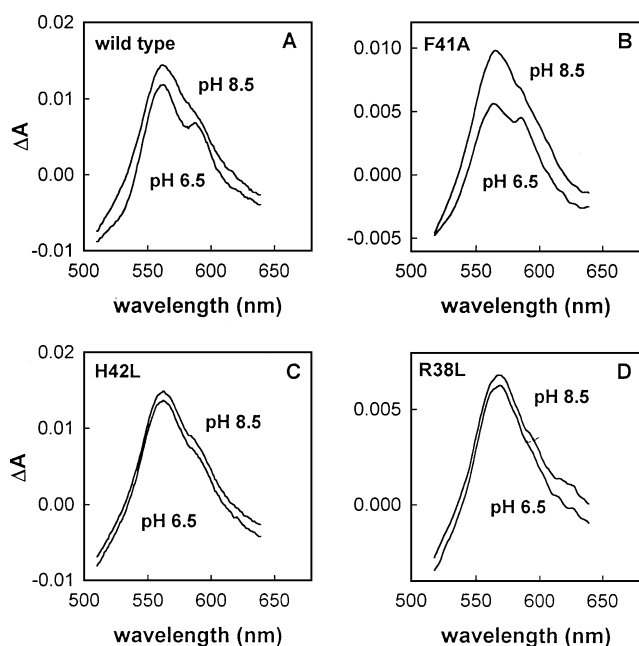 wild type A
pH 8.5
pH 6.5
ΔA
0.02
0.01
0.00
-0.01
500 550 600 650
wavelength (nm)
F41A B
pH 8.5
pH 6.5
0.010
0.005
0.000
-0.005
500 550 600 650
wavelength (nm)
H42L C
pH 8.5
pH 6.5
ΔA
0.02
0.01
0.00
-0.01
500 550 600 650
wavelength (nm)
R38L D
pH 8.5
pH 6.5
0.005
0.000
500 550 600 650
wavelength (nm)